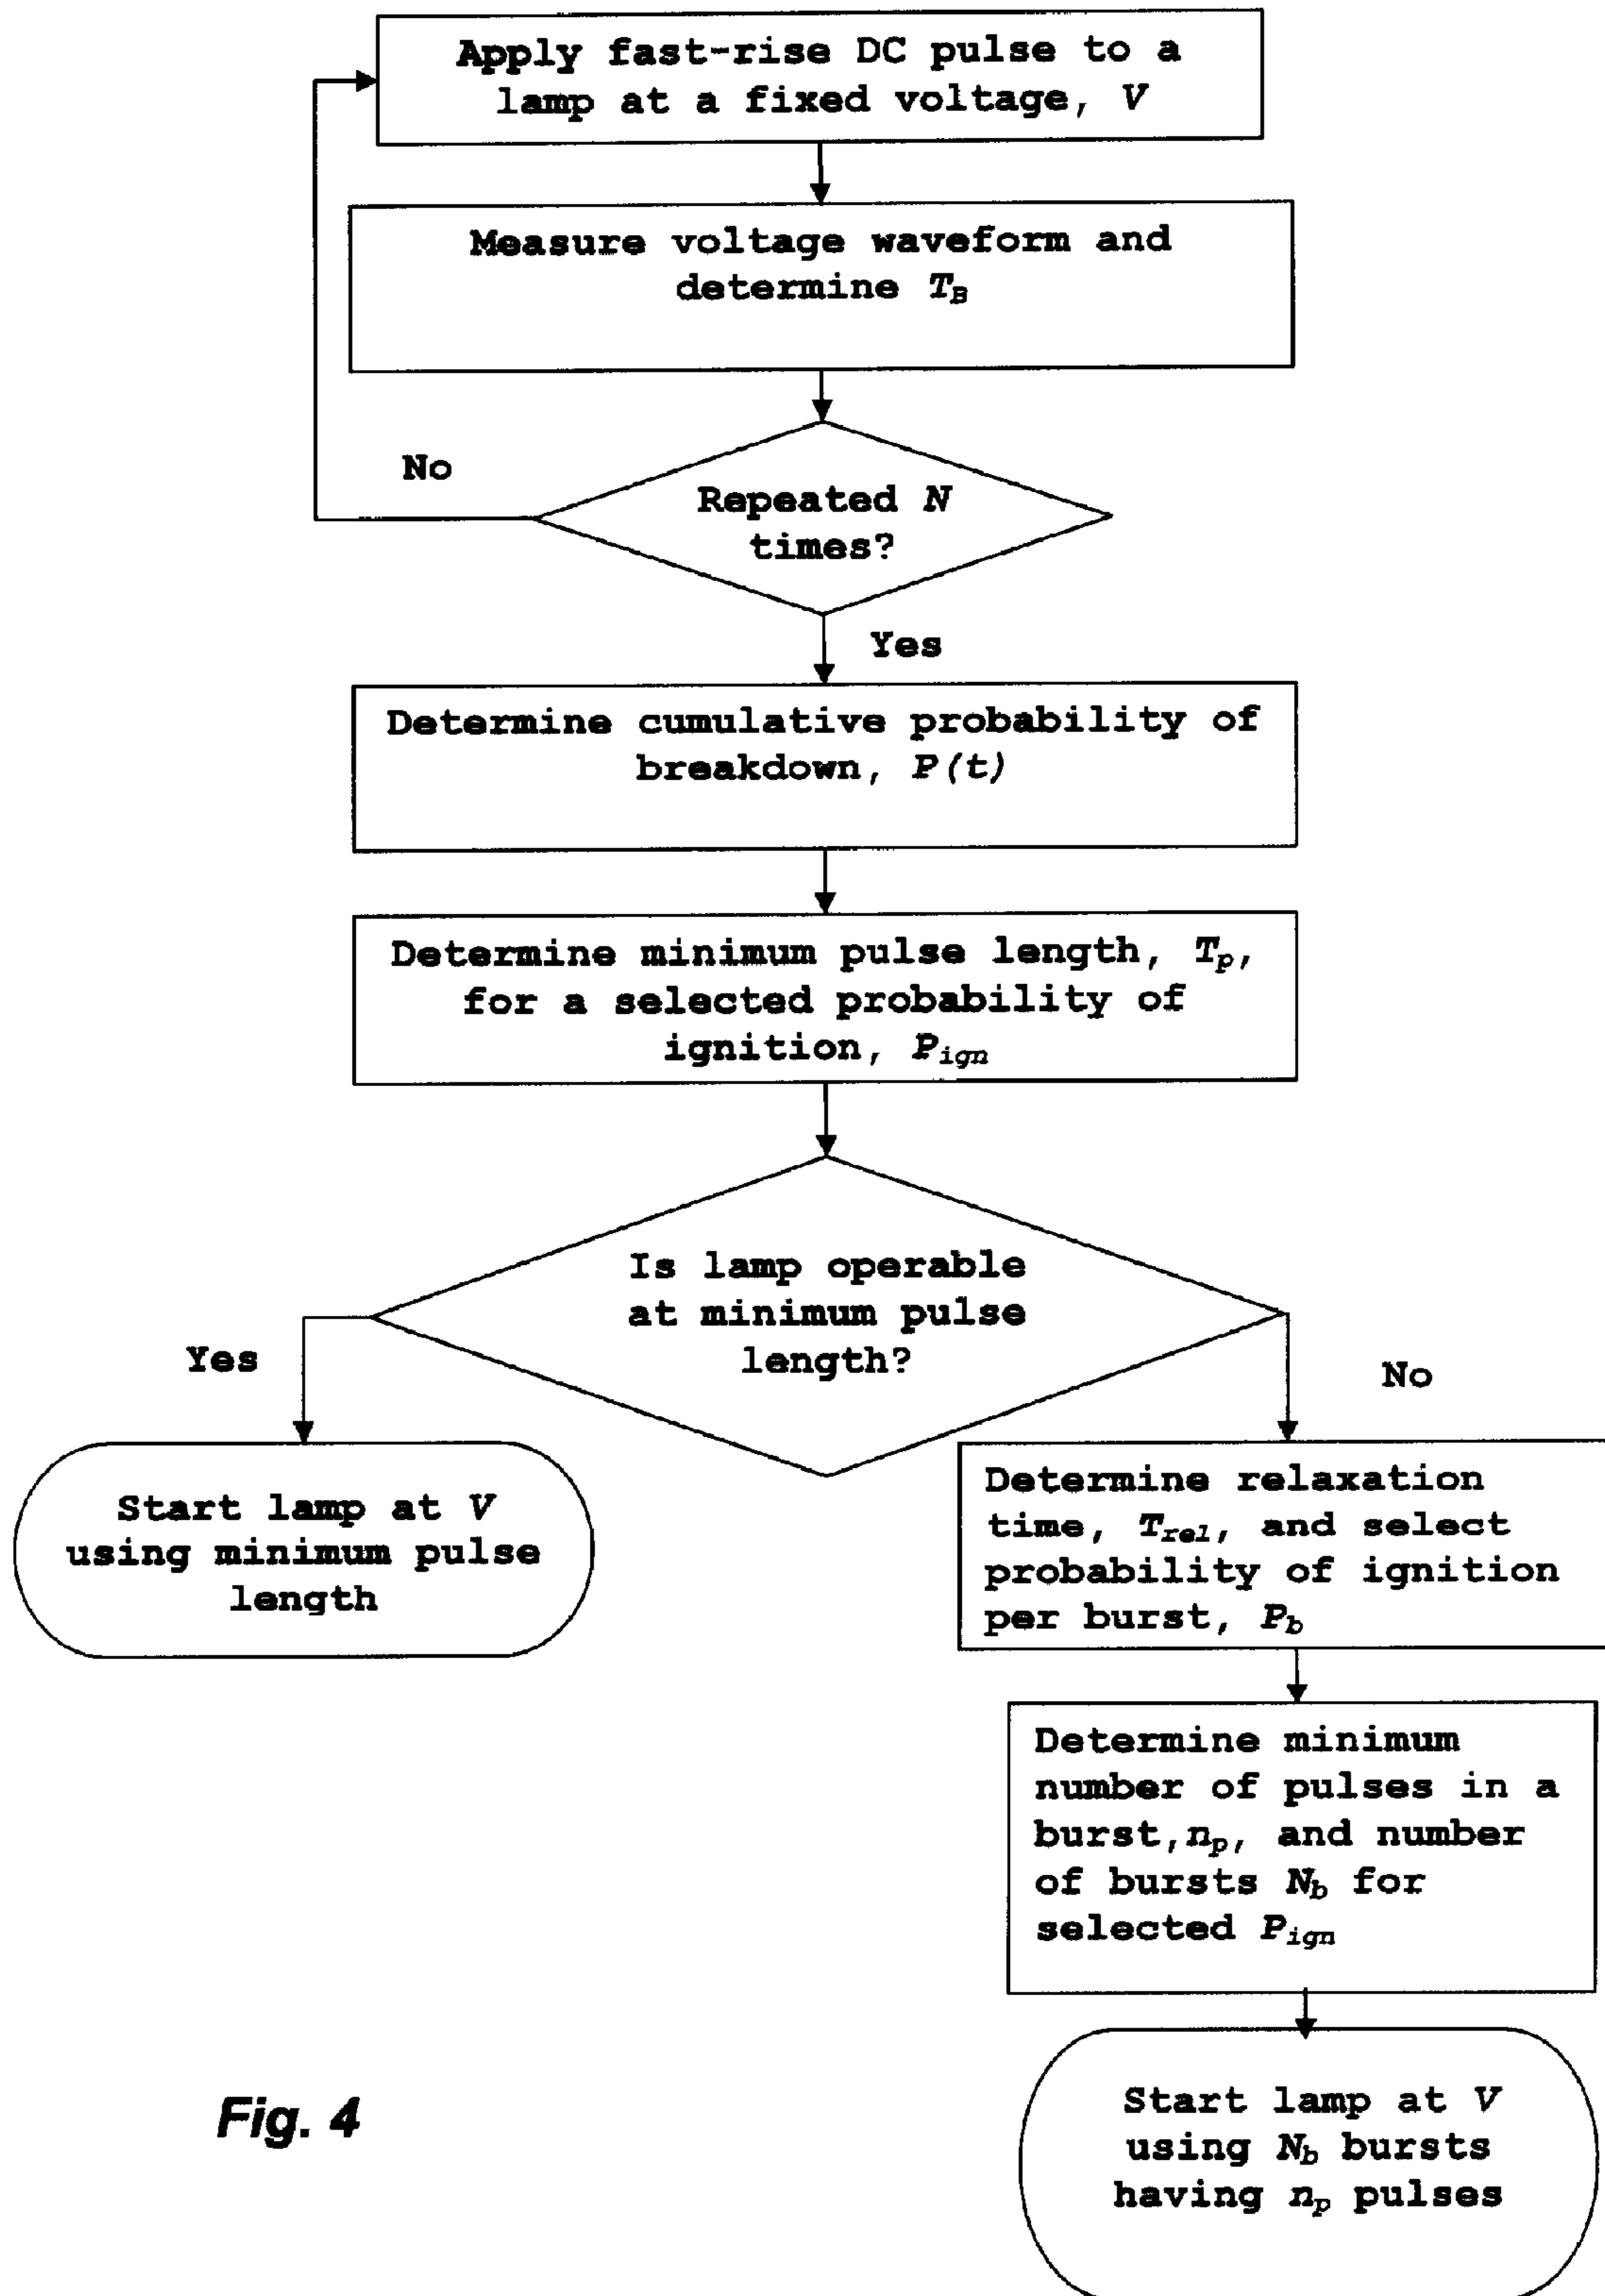 Apply fast-rise DC pulse to a
lamp at a fixed voltage, V
Measure voltage waveform and
determine T_B
No
Repeated N
times?
Yes
Determine cumulative probability of
breakdown, P(t)
Determine minimum pulse length, T_p,
for a selected probability of
ignition, P_ign
Is lamp operable
at minimum pulse
length?
Yes
No
Start lamp at V
using minimum pulse
length
Determine relaxation
time, T_rel, and select
probability of ignition
per burst, P_b
Determine minimum
number of pulses in a
burst, n_p, and number
of bursts N_b for
selected P_ign
Start lamp at V
using N_b bursts
having n_p pulses
Fig. 4